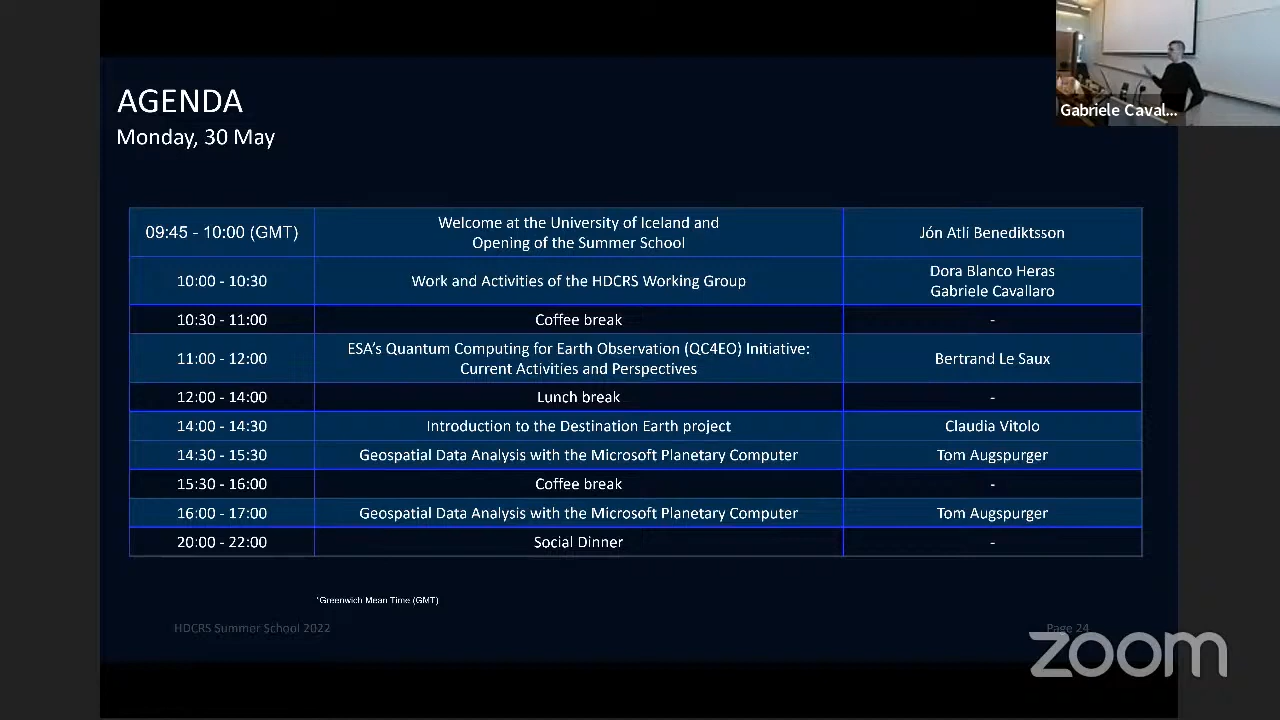 Gabriele Caval...
AGENDA
Monday, 30 May
09:45 - 10:00 (GMT)
Welcome at the University of Iceland and
Opening of the Summer School
Jón Atli Benediktsson
10:00 - 10:30
Work and Activities of the HDCRS Working Group
Dora Blanco Heras
Gabriele Cavallaro
10:30 - 11:00
Coffee break
-
11:00 - 12:00
ESA's Quantum Computing for Earth Observation (QC4EO) Initiative:
Current Activities and Perspectives
Bertrand Le Saux
12:00 - 14:00
Lunch break
-
14:00 - 14:30
Introduction to the Destination Earth project
Claudia Vitolo
14:30 - 15:30
Geospatial Data Analysis with the Microsoft Planetary Computer
Tom Augspurger
15:30 - 16:00
Coffee break
-
16:00 - 17:00
Geospatial Data Analysis with the Microsoft Planetary Computer
Tom Augspurger
20:00 - 22:00
Social Dinner
-
*Greenwich Mean Time (GMT)
HDCRS Summer School 2022
Page 24
zoom